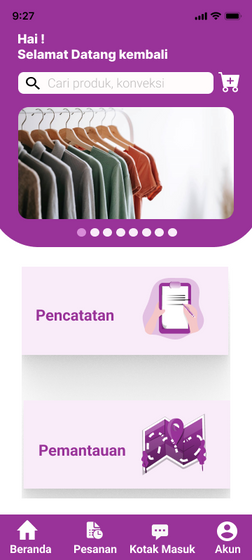 9:27
Hai !
Selamat Datang kembali
Cari produk, konveksi
Pencatatan
Pemantauan
Beranda
Pesanan
Kotak Masuk
Akun